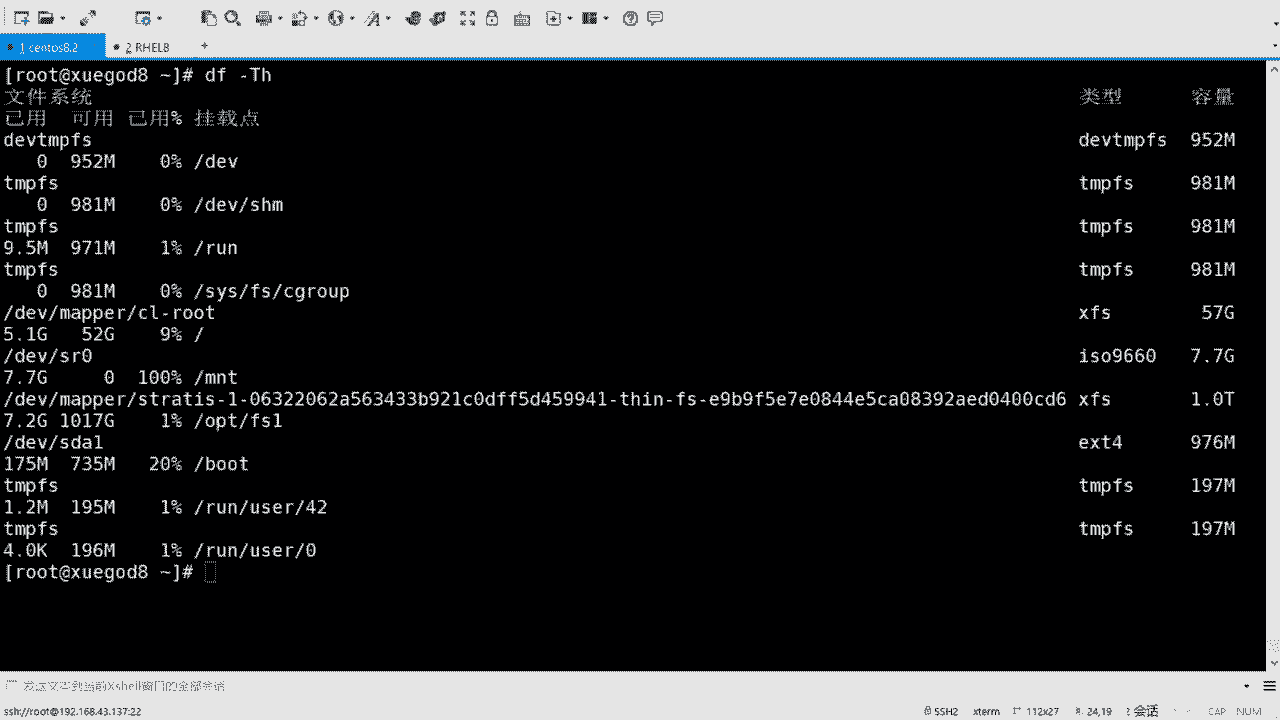 1 centos8.2
2 RHEL8
+
[root@xuegod8 ~]# df -Th
文件系统 类型 容量
已用 可用 已用% 挂载点
devtmpfs devtmpfs 952M
0 952M 0% /dev
tmpfs tmpfs 981M
0 981M 0% /dev/shm
tmpfs tmpfs 981M
9.5M 971M 1% /run
tmpfs tmpfs 981M
0 981M 0% /sys/fs/cgroup
/dev/mapper/cl-root xfs 57G
5.1G 52G 9% /
/dev/sr0 iso9660 7.7G
7.7G 0 100% /mnt
/dev/mapper/stratis-1-06322062a563433b921c0dff5d459941-thin-fs-e9b9f5e7e0844e5ca08392aed0400cd6 xfs 1.0T
7.2G 1017G 1% /opt/fs1
/dev/sda1 ext4 976M
175M 735M 20% /boot
tmpfs tmpfs 197M
1.2M 195M 1% /run/user/42
tmpfs tmpfs 197M
4.0K 196M 1% /run/user/0
[root@xuegod8 ~]#
发送文本到当前Xshell窗口的全部会话
ssh://root@192.168.43.137:22 SSH2 xterm 112x27 24,19 1 会话 CAP NUM